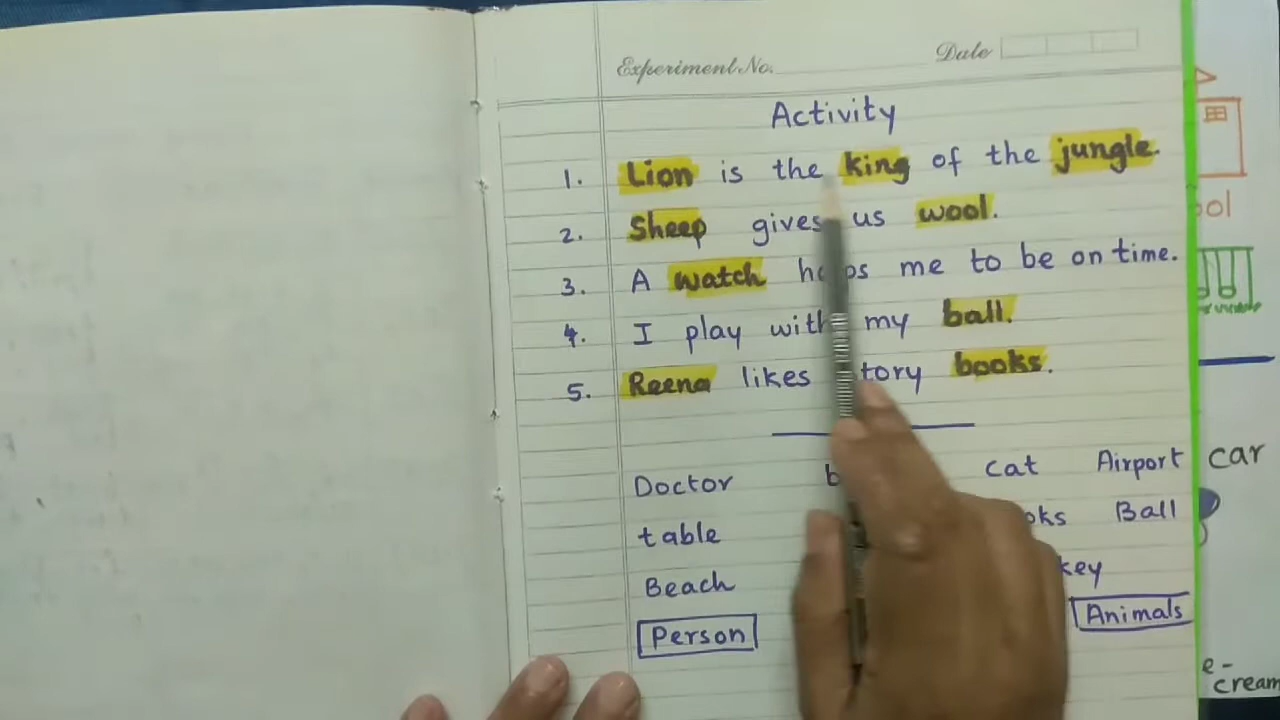 Experiment No. Date
Activity
1. Lion is the king of the jungle.
2. Sheep gives us wool.
3. A watch me to be on time.
4. I play with my ball.
5. Reena likes books.
Doctor cat Airport car
table Ball
Beach
Person Animals
cream